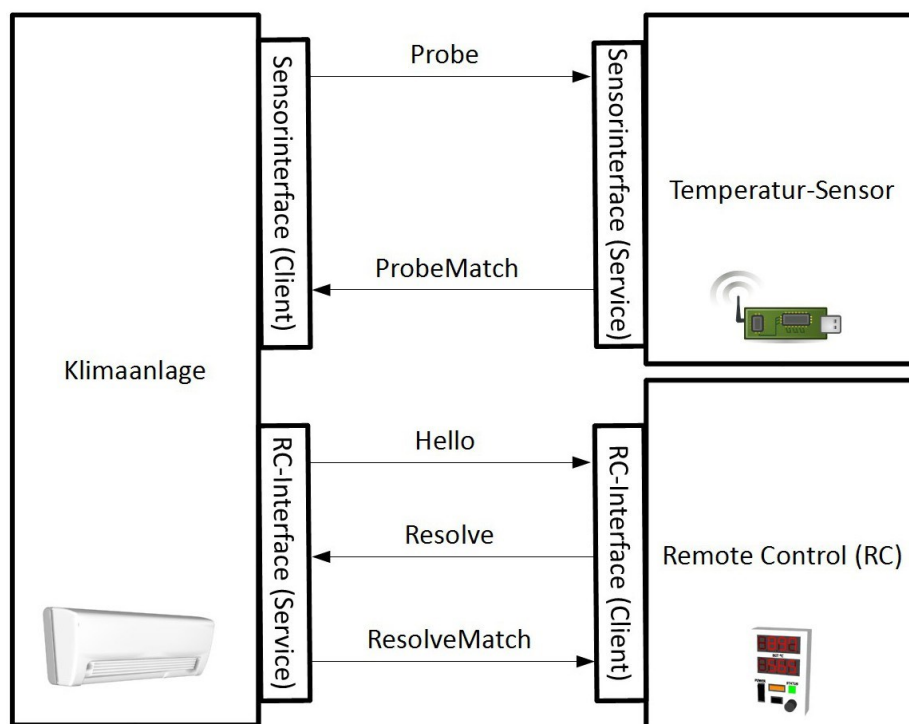 Klimaanlage
Sensorinterface (Client)
Probe
ProbeMatch
Sensorinterface (Service)
Temperatur-Sensor
RC-Interface (Service)
Hello
Resolve
ResolveMatch
RC-Interface (Client)
Remote Control (RC)